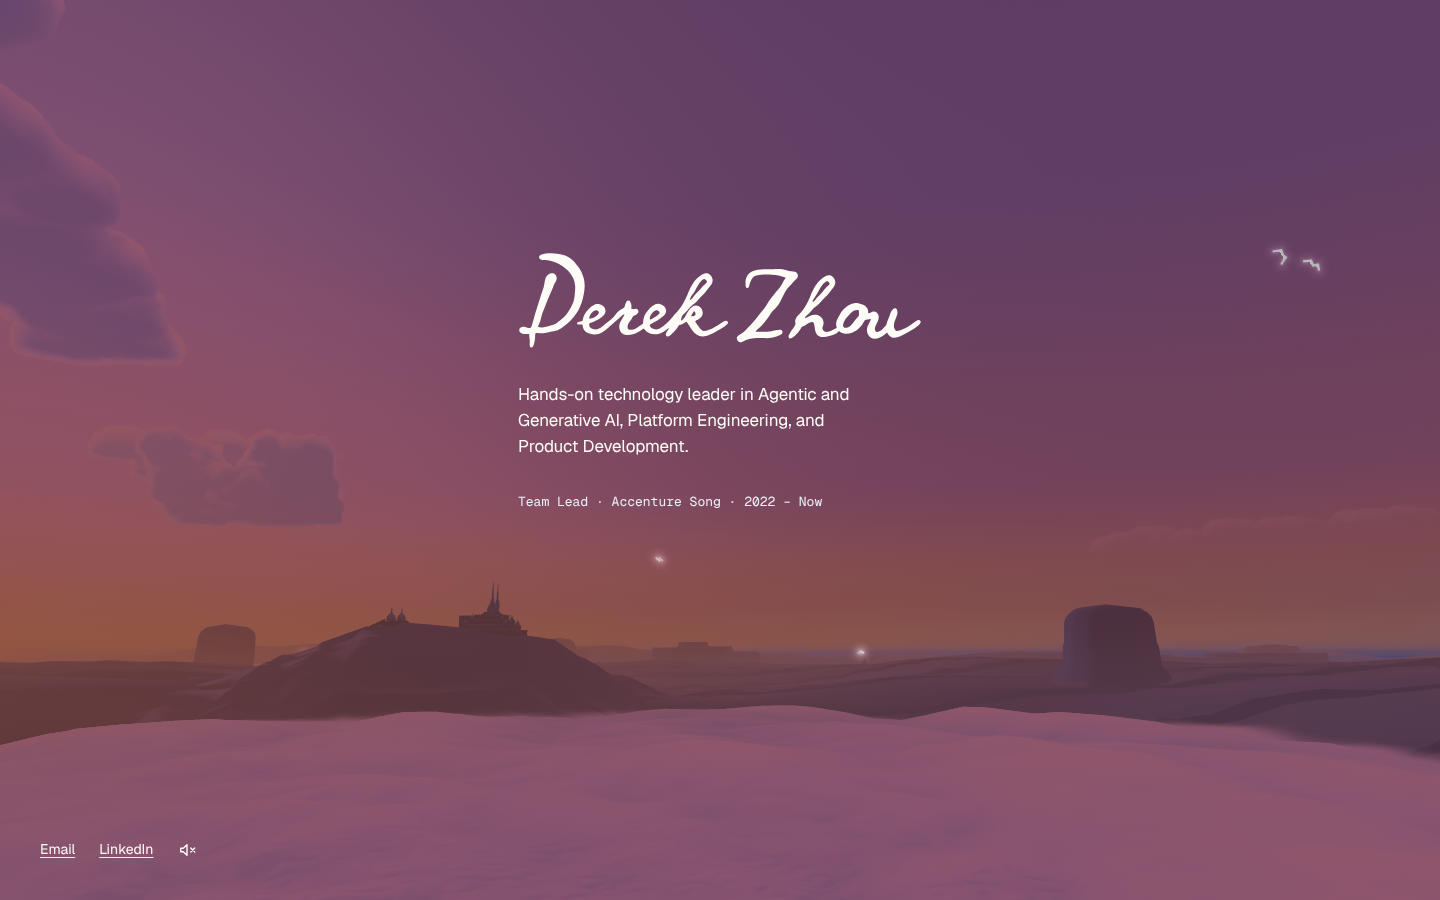 Derek Zhou
Hands-on technology leader in Agentic and
Generative AI, Platform Engineering, and
Product Development.
Team Lead · Accenture Song · 2022 – Now
Email LinkedIn